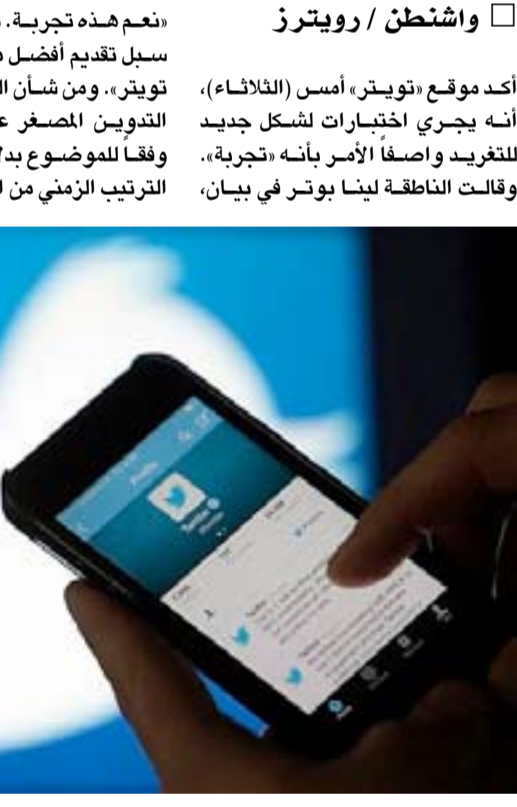 □ واشنطن / رويترز
أكد موقع «تويتر» أمس (الثلاثاء)،
أنه يجري اختبارات لشكل جديد
للتغريد واصفاً الأمر بأنه «تجربة».
وقالت الناطقة لينا بوتر في بيان،
«نعم هذه تجربة.
سبل تقديم أفضل
تويتر». ومن شأن
التدوين المصغر
وفقاً للموضوع
الترتيب الزمني من